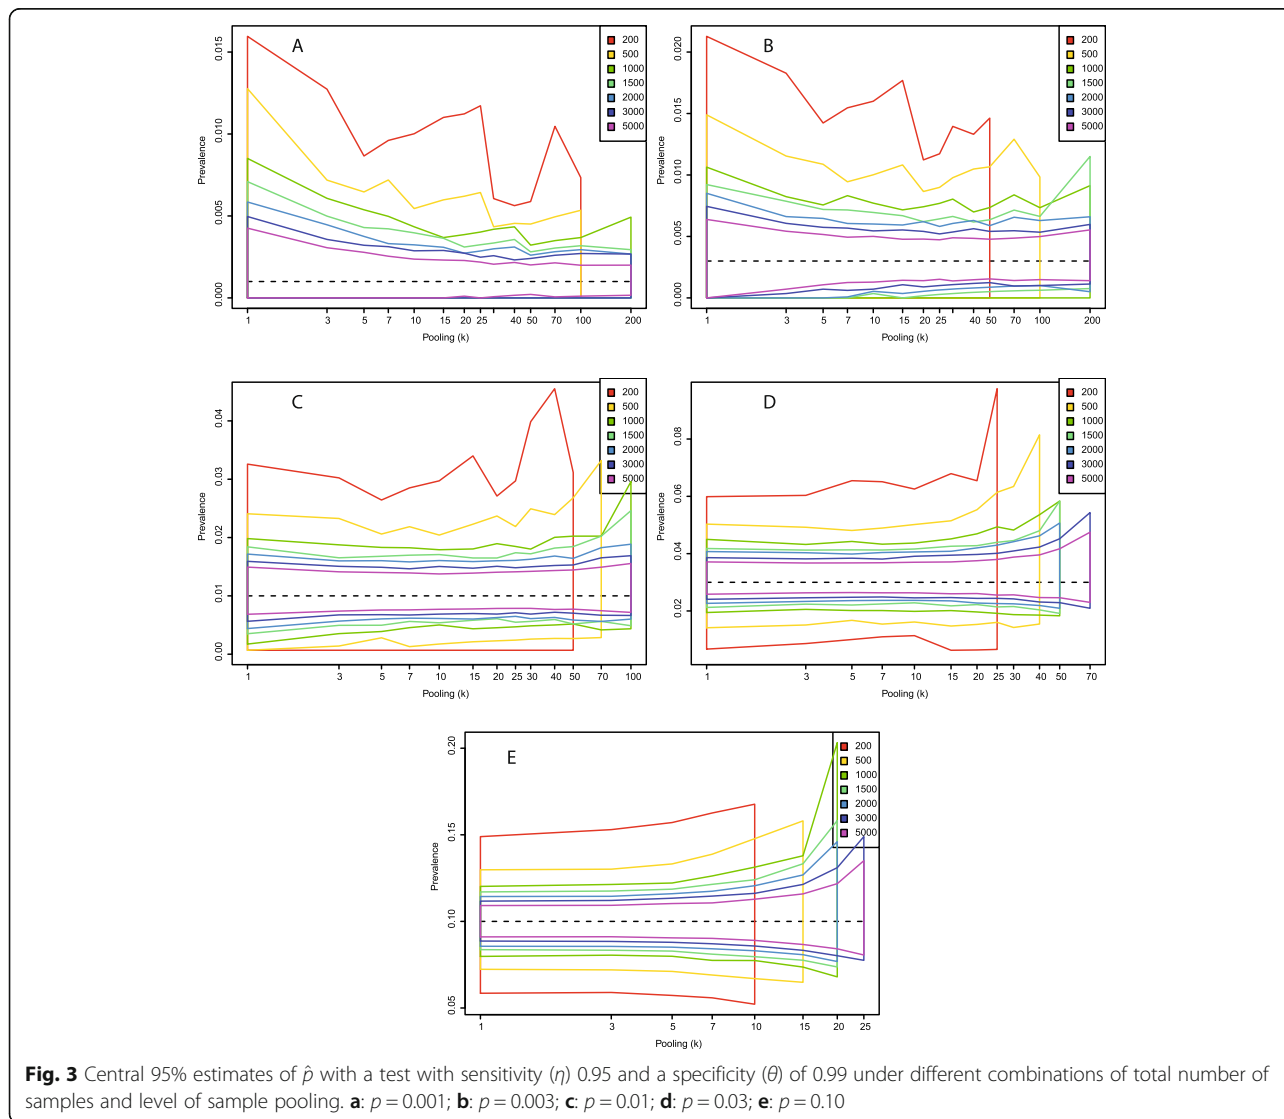 A
200
500
1000
1500
2000
3000
5000
Prevalence
0.015
0.010
0.005
0.000
1 3 5 7 10 15 20 25 40 50 70 100 200
Pooling (k)
B
200
500
1000
1500
2000
3000
5000
Prevalence
0.020
0.015
0.010
0.005
0.000
1 3 5 7 10 15 20 25 40 50 70 100 200
Pooling (k)
C
200
500
1000
1500
2000
3000
5000
Prevalence
0.04
0.03
0.02
0.01
0.00
1 3 5 7 10 15 20 25 30 40 50 70 100
Pooling (k)
D
200
500
1000
1500
2000
3000
5000
Prevalence
0.08
0.06
0.04
0.02
1 3 5 7 10 15 20 25 30 40 50 70
Pooling (k)
E
200
500
1000
1500
2000
3000
5000
Prevalence
0.20
0.15
0.10
0.05
1 3 5 7 10 15 20 25
Pooling (k)
Fig. 3 Central 95% estimates of p̂ with a test with sensitivity (η) 0.95 and a specificity (θ) of 0.99 under different combinations of total number of
samples and level of sample pooling. a: p = 0.001; b: p = 0.003; c: p = 0.01; d: p = 0.03; e: p = 0.10